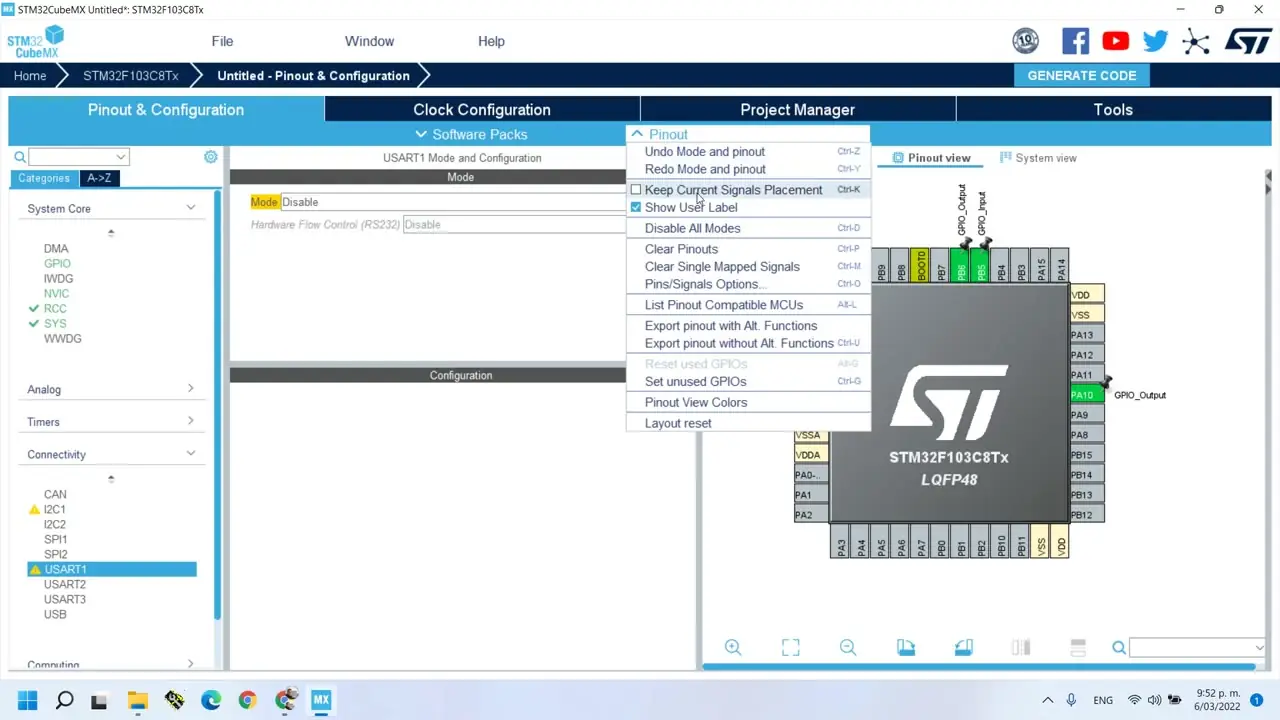 STM32CubeMX Untitled*: STM32F103C8Tx
STM32
CubeMX
File
Window
Help
10
Home
STM32F103C8Tx
Untitled - Pinout & Configuration
GENERATE CODE
Pinout & Configuration
Clock Configuration
Project Manager
Tools
Software Packs
Pinout
Categories
A->Z
System Core
DMA
GPIO
IWDG
NVIC
RCC
SYS
WWDG
Analog
Timers
Connectivity
CAN
I2C1
I2C2
SPI1
SPI2
USART1
USART2
USART3
USB
Computing
USART1 Mode and Configuration
Mode
Mode Disable
Hardware Flow Control (RS232) Disable
Configuration
Undo Mode and pinout Ctrl-Z
Redo Mode and pinout Ctrl-Y
Keep Current Signals Placement Ctrl-K
Show User Label
Disable All Modes Ctrl-D
Clear Pinouts Ctrl-P
Clear Single Mapped Signals Ctrl-M
Pins/Signals Options... Ctrl-O
List Pinout Compatible MCUs Alt-L
Export pinout with Alt. Functions
Export pinout without Alt. Functions Ctrl-U
Reset used GPIOs Alt-G
Set unused GPIOs Ctrl-G
Pinout View Colors
Layout reset
Pinout view
System view
GPIO_Output
GPIO_Input
PB9
PB8
BOOT0
PB7
PB6
PB5
PB4
PB3
PA15
PA14
VDD
VSS
PA13
PA12
PA11
PA10
GPIO_Output
PA9
PA8
PB15
PB14
PB13
PB12
VSSA
VDDA
PA0-..
PA1
PA2
ST
STM32F103C8Tx
LQFP48
PA3
PA4
PA5
PA6
PA7
PB0
PB1
PB2
PB10
PB11
VSS
VDD
MX
ENG
9:52 p. m.
6/03/2022
1